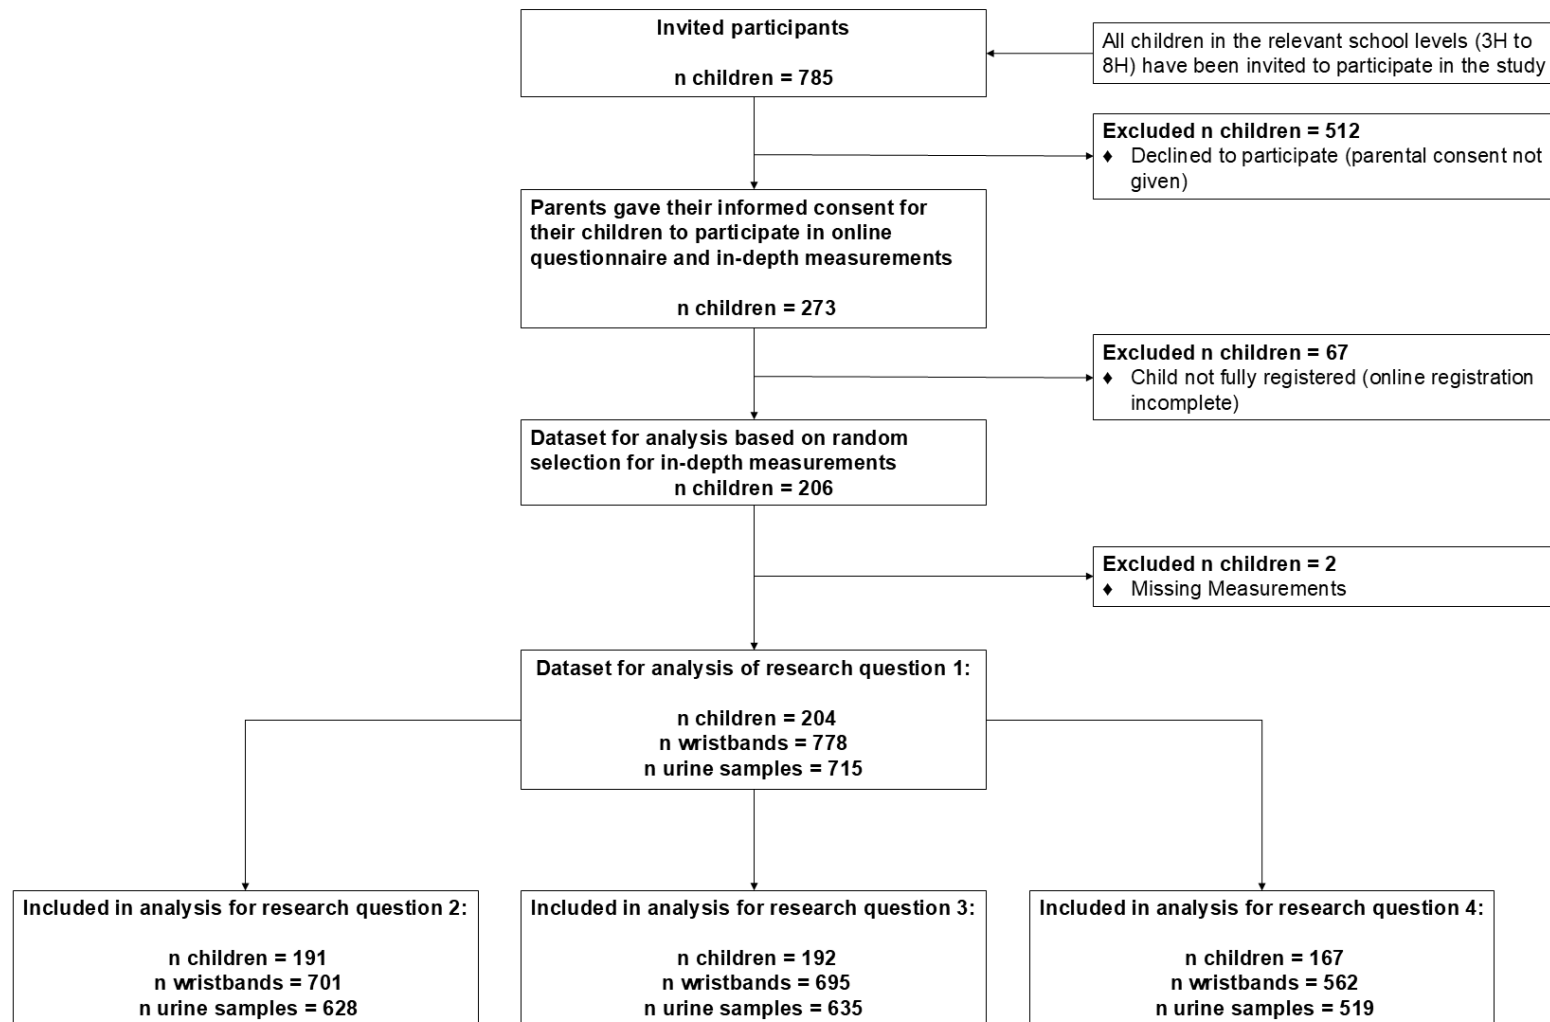 Invited participants
n children = 785
All children in the relevant school levels (3H to
8H) have been invited to participate in the study
Excluded n children = 512
♦ Declined to participate (parental consent not
given)
Parents gave their informed consent for
their children to participate in online
questionnaire and in-depth measurements
n children = 273
Excluded n children = 67
♦ Child not fully registered (online registration
incomplete)
Dataset for analysis based on random
selection for in-depth measurements
n children = 206
Excluded n children = 2
♦ Missing Measurements
Dataset for analysis of research question 1:
n children = 204
n wristbands = 778
n urine samples = 715
Included in analysis for research question 2:
n children = 191
n wristbands = 701
n urine samples = 628
Included in analysis for research question 3:
n children = 192
n wristbands = 695
n urine samples = 635
Included in analysis for research question 4:
n children = 167
n wristbands = 562
n urine samples = 519